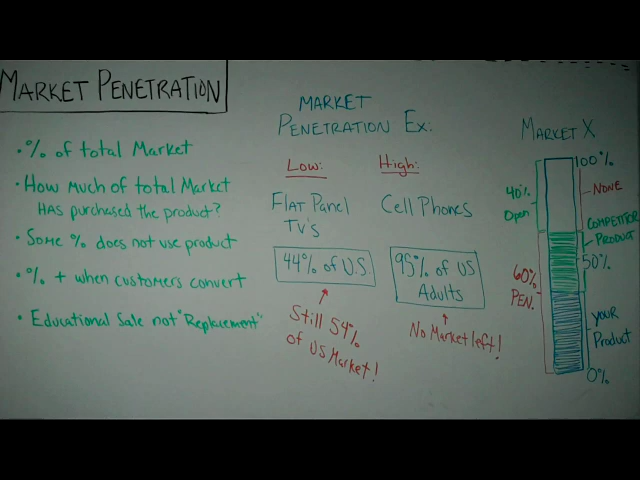 MARKET PENETRATION
• % of total Market
• How much of total Market
HAS purchased the product?
• Some % does not use product
• % + when customers convert
• Educational Sale not "Replacement"
MARKET
PENETRATION Ex:
Low:
Flat Panel
TV's
44% of U.S.
Still 54%
of US Market!
High:
Cell Phones
95% of US
Adults
No Market left!
Market X
100%
40%
Open
NONE
COMPETITOR
PRODUCT
50%
60%
PEN.
YOUR
Product
0%